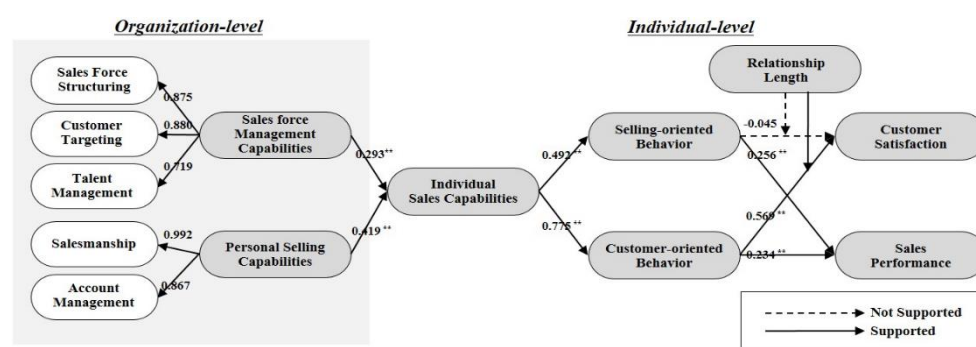 Organization-level
Individual-level
Sales Force
Structuring
Customer
Targeting
Talent
Management
Salesmanship
Account
Management
0.875
0.880
0.719
0.992
0.867
Sales force
Management
Capabilities
Personal Selling
Capabilities
0.293**
0.419 **
Individual
Sales Capabilities
0.492 **
0.775 **
Selling-oriented
Behavior
Customer-oriented
Behavior
Relationship
Length
-0.045
0.256 **
0.569 **
0.234 **
Customer
Satisfaction
Sales
Performance
Not Supported
Supported